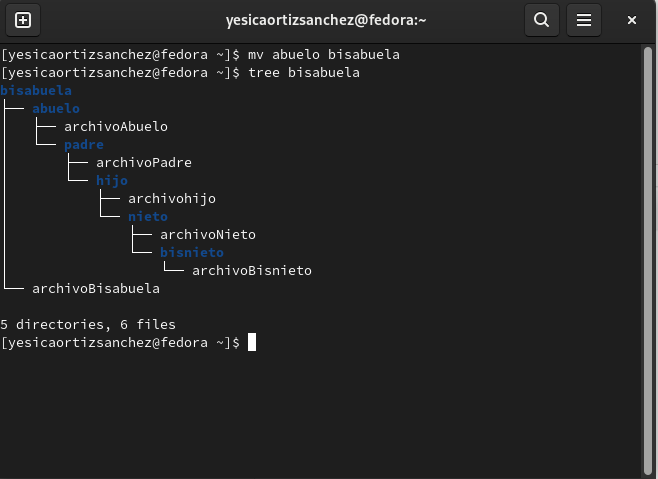 yesicaortizsanchez@fedora:~
[yesicaortizsanchez@fedora ~]$ mv abuelo bisabuela
[yesicaortizsanchez@fedora ~]$ tree bisabuela
bisabuela
├── abuelo
│   ├── archivoAbuelo
│   └── padre
│       ├── archivoPadre
│       └── hijo
│           ├── archivohijo
│           └── nieto
│               ├── archivoNieto
│               └── bisnieto
│                   └── archivoBisnieto
└── archivoBisabuela
5 directories, 6 files
[yesicaortizsanchez@fedora ~]$